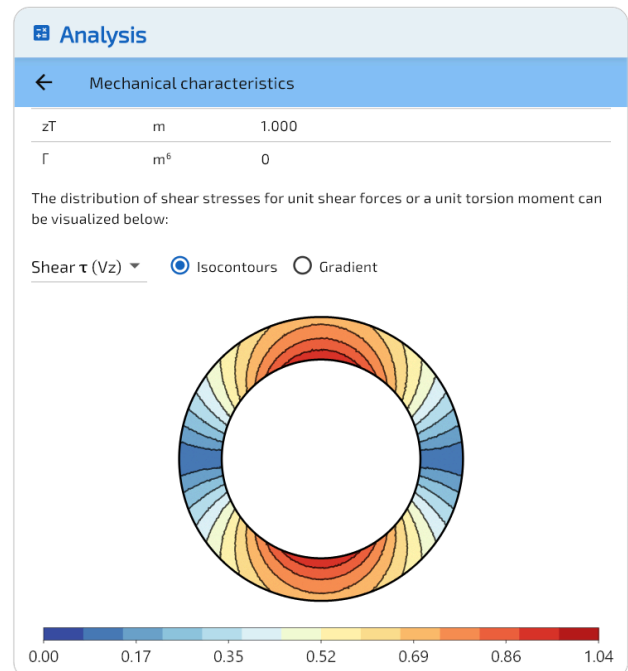 Analysis
Mechanical characteristics
zT m 1.000
Γ m⁶ 0
The distribution of shear stresses for unit shear forces or a unit torsion moment can
be visualized below:
Shear τ (Vz) Isocontours Gradient
0.00 0.17 0.35 0.52 0.69 0.86 1.04